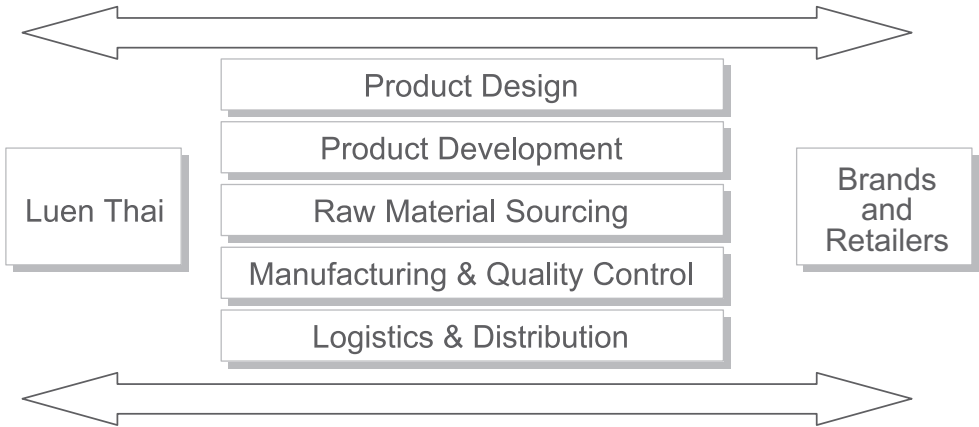 Product Design
Product Development
Luen Thai
Raw Material Sourcing
Manufacturing & Quality Control
Logistics & Distribution
Brands
and
Retailers